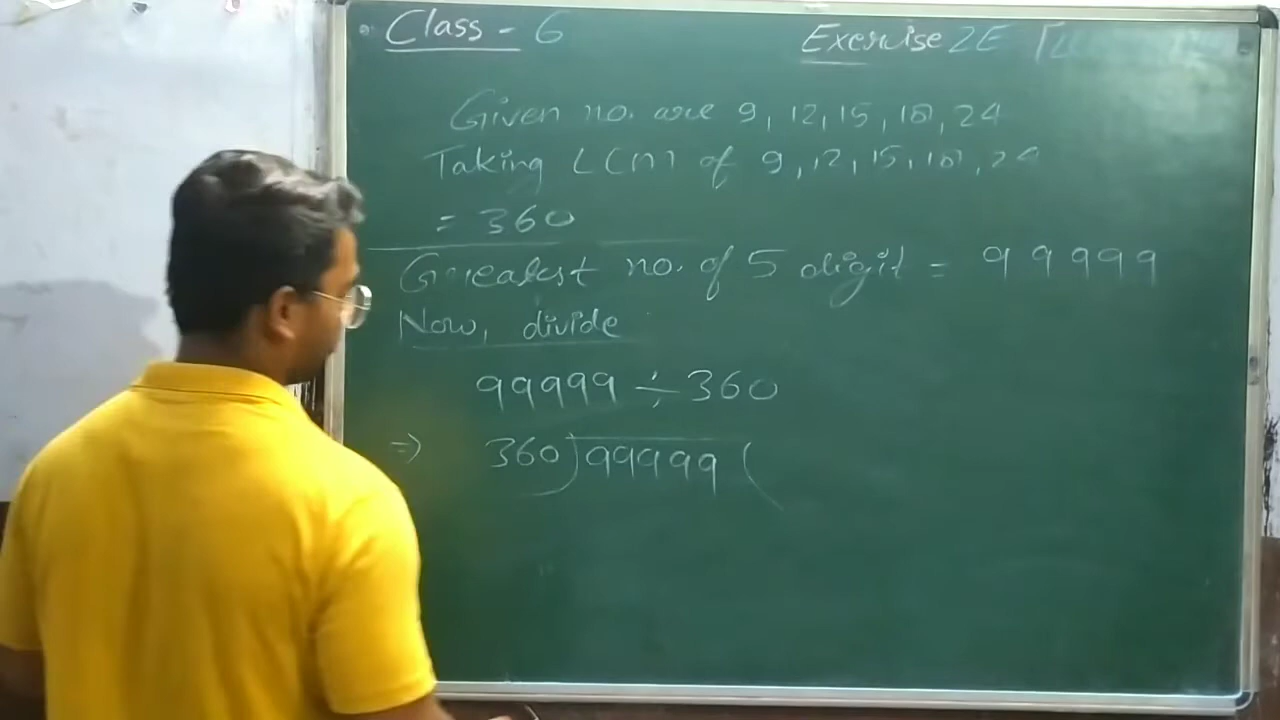 Class - 6
Exercise 2E
Given no. are 9, 12, 15, 18, 24
Taking LCM of 9, 12, 15, 18, 24
= 360
Greatest no. of 5 digit = 99999
Now, divide
99999 ÷ 360
⇒ 360)99999(